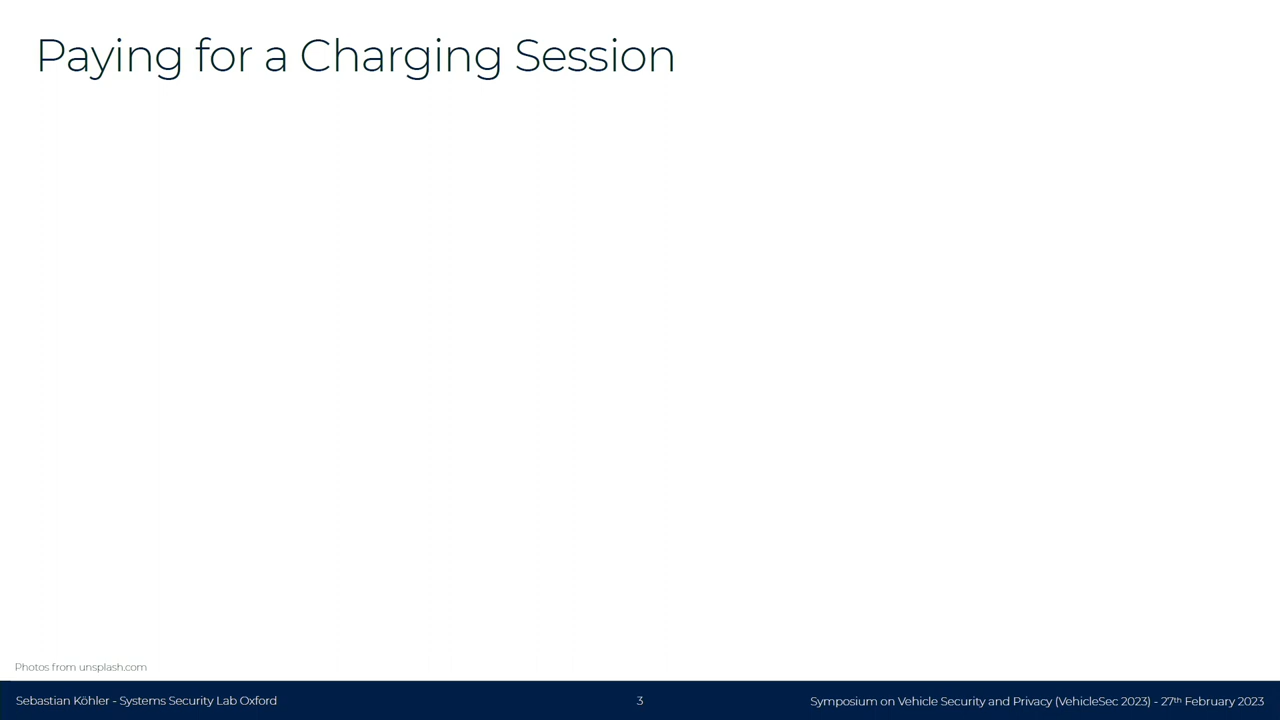 Paying for a Charging Session
Photos from unsplash.com
Sebastian Köhler - Systems Security Lab Oxford
3
Symposium on Vehicle Security and Privacy (VehicleSec 2023) - 27th February 2023